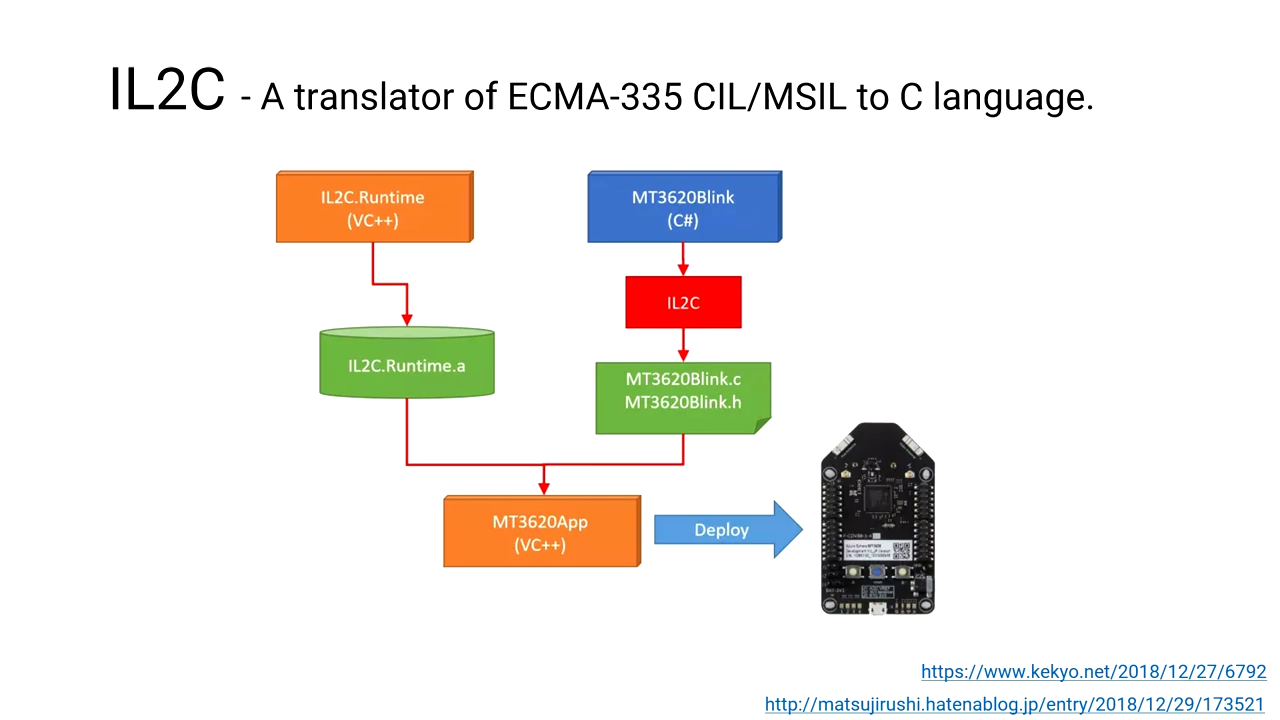 IL2C - A translator of ECMA-335 CIL/MSIL to C language.
IL2C.Runtime
(VC++)
MT3620Blink
(C#)
IL2C
IL2C.Runtime.a
MT3620Blink.c
MT3620Blink.h
MT3620App
(VC++)
Deploy
https://www.kekyo.net/2018/12/27/6792
http://matsujirushi.hatenablog.jp/entry/2018/12/29/173521